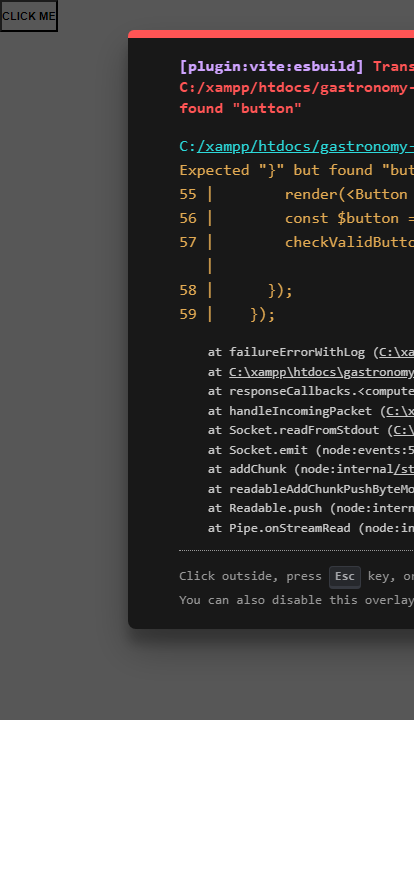 CLICK ME
[plugin:vite:esbuild] Trans
C:/xampp/htdocs/gastronomy-
found "button"
C:/xampp/htdocs/gastronomy-
Expected "}" but found "but
55 | render(<Button
56 | const $button =
57 | checkValidButto
|
58 | });
59 | });
at failureErrorWithLog (C:\xa
at C:\xampp\htdocs\gastronomy
at responseCallbacks.<compute
at handleIncomingPacket (C:\x
at Socket.readFromStdout (C:\
at Socket.emit (node:events:5
at addChunk (node:internal/st
at readableAddChunkPushByteMo
at Readable.push (node:intern
at Pipe.onStreamRead (node:in
Click outside, press Esc key, or
You can also disable this overlay